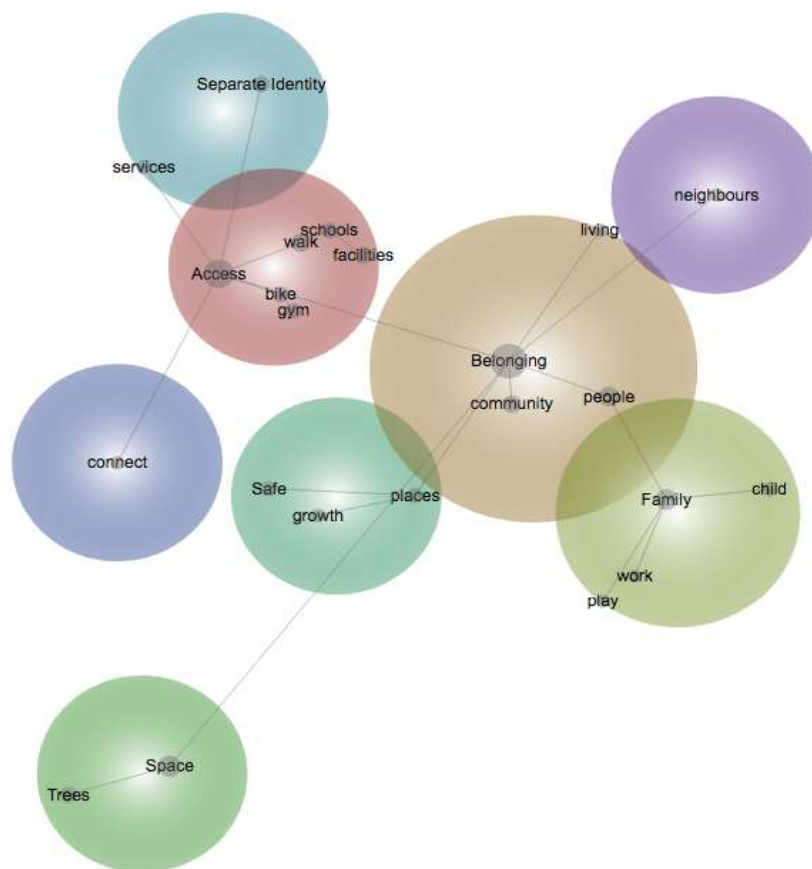 Separate Identity
services
neighbours
schools
living
walk
facilities
Access
bike
gym
Belonging
people
community
connect
Safe
places
child
Family
growth
work
play
Space
Trees